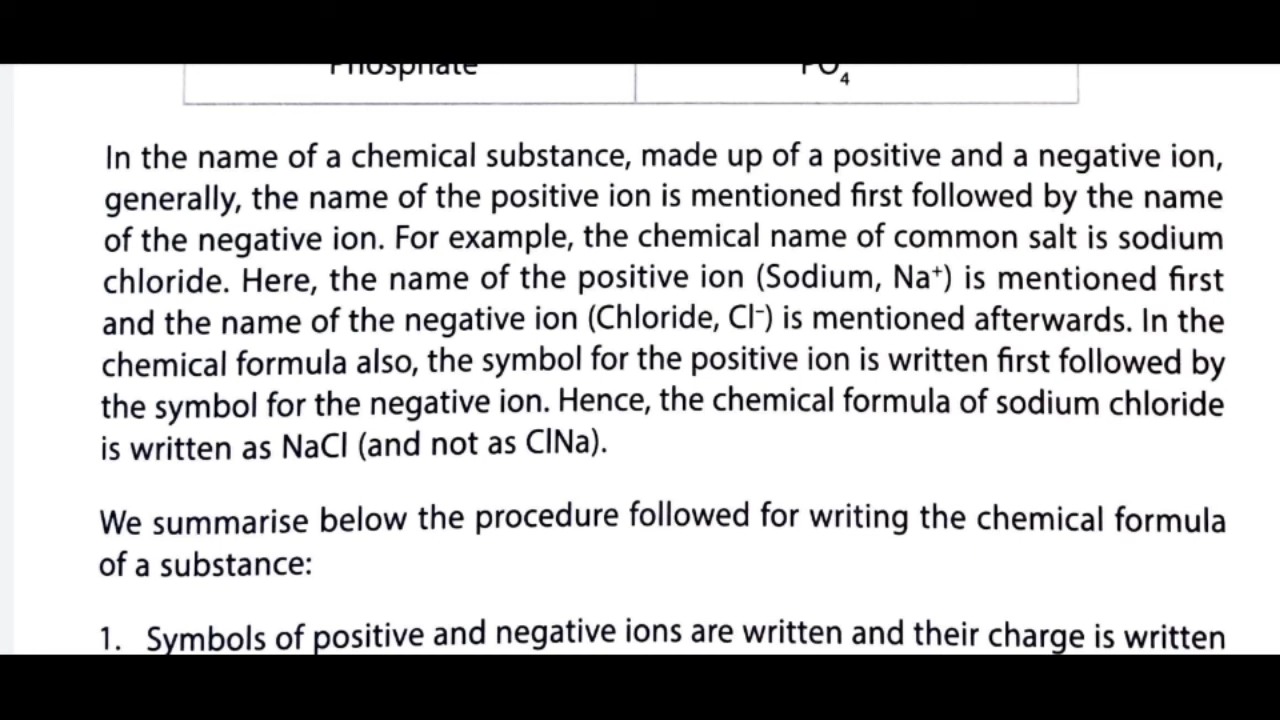 Phosphate PO₄
In the name of a chemical substance, made up of a positive and a negative ion,
generally, the name of the positive ion is mentioned first followed by the name
of the negative ion. For example, the chemical name of common salt is sodium
chloride. Here, the name of the positive ion (Sodium, Na⁺) is mentioned first
and the name of the negative ion (Chloride, Cl⁻) is mentioned afterwards. In the
chemical formula also, the symbol for the positive ion is written first followed by
the symbol for the negative ion. Hence, the chemical formula of sodium chloride
is written as NaCl (and not as ClNa).
We summarise below the procedure followed for writing the chemical formula
of a substance:
1. Symbols of positive and negative ions are written and their charge is written